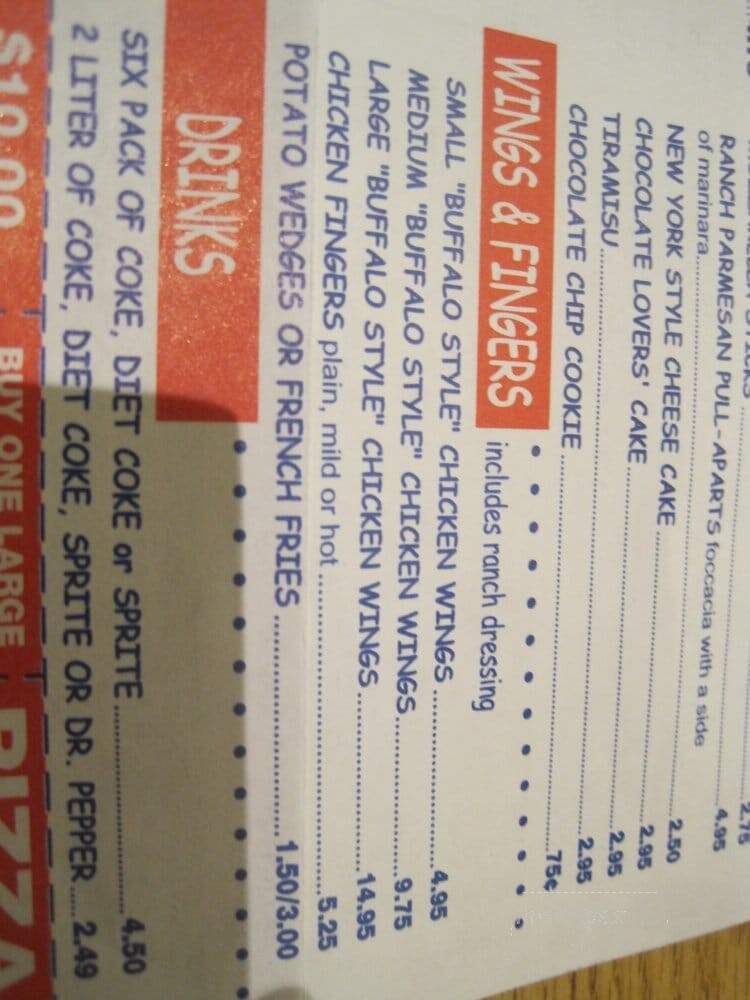 2.75
4.95
RANCH PARMESAN PULL-APARTS foccacia with a side
of marinara 2.50
NEW YORK STYLE CHEESE CAKE 2.95
CHOCOLATE LOVERS' CAKE 2.95
TIRAMISU 2.95
CHOCOLATE CHIP COOKIE 75¢
WINGS & FINGERS includes ranch dressing
SMALL "BUFFALO STYLE" CHICKEN WINGS 4.95
MEDIUM "BUFFALO STYLE" CHICKEN WINGS 9.75
LARGE "BUFFALO STYLE" CHICKEN WINGS 14.95
CHICKEN FINGERS plain, mild or hot 5.25
POTATO WEDGES OR FRENCH FRIES 1.50/3.00
DRINKS
SIX PACK OF COKE, DIET COKE or SPRITE 4.50
2 LITER OF COKE, DIET COKE, SPRITE OR DR. PEPPER 2.49
$10.00 BUY ONE LARGE PIZZA